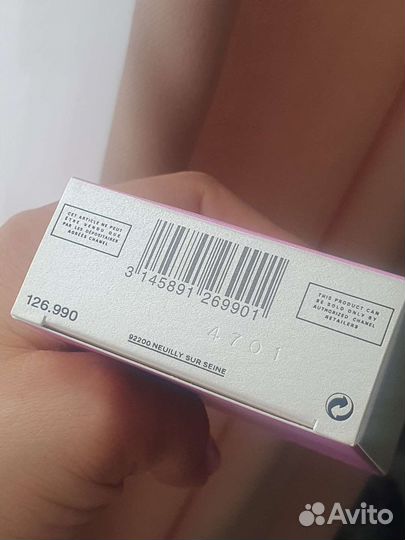 CET ARTICLE NE PEUT
ÊTRE VENDU QUE
PAR LES DÉPOSITAIRES
AGRÉÉS CHANEL
3 145891 269901
THIS PRODUCT CAN
BE SOLD ONLY BY
AUTHORIZED CHANEL
RETAILERS
126.990
4701
92200 NEUILLY SUR SEINE
Avito